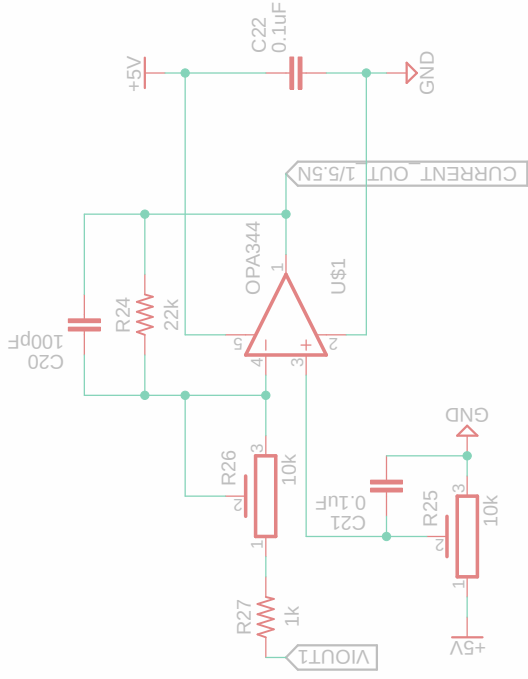 C22
0.1uF
+5V
GND
CURRENT_OUT_1/5.5N
OPA344
1
U$1
R24
22k
100pF
C20
5
2
4
3
GND
R26
3
10k
2
1
0.1uF
C21
R25
3
10k
2
1
R27
1k
+5V
VIOUT1